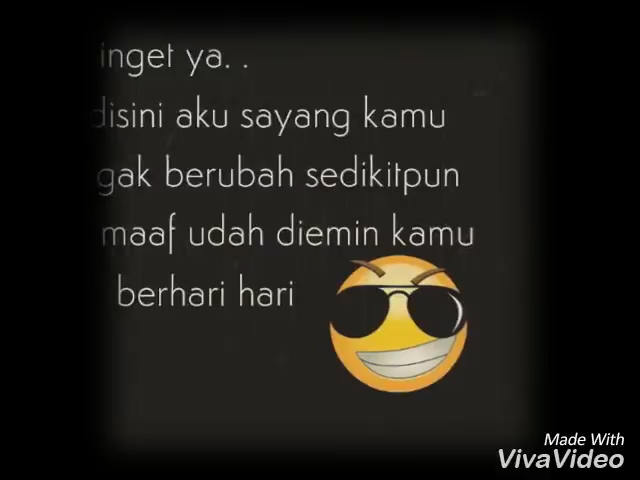 inget ya. .
disini aku sayang kamu
gak berubah sedikitpun
maaf udah diemin kamu
berhari hari
Made With
VivaVideo